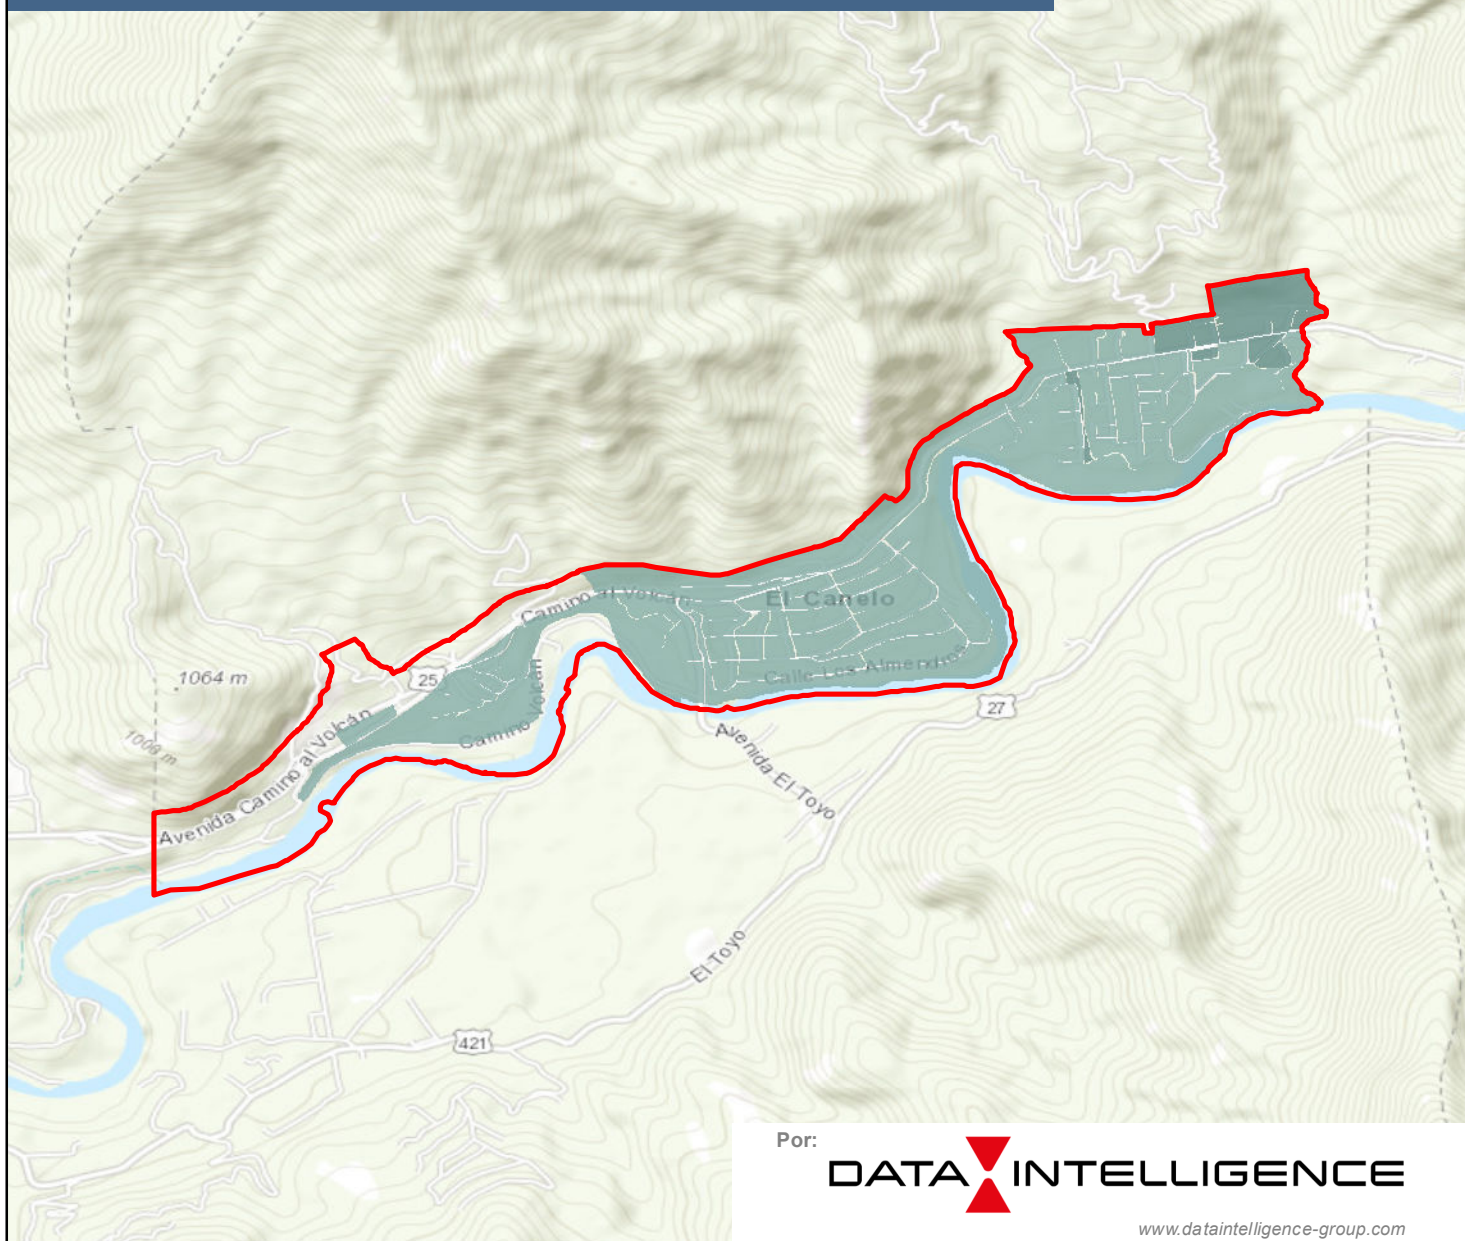 Camino al Volcán
El Canelo
Calle Los Almendros
25
1064 m
1008 m
Camino Volcán
Avenida Camino al Volcán
27
Avenida El Toyo
El Toyo
421
Por:
DATA INTELLIGENCE
www.dataintelligence-group.com